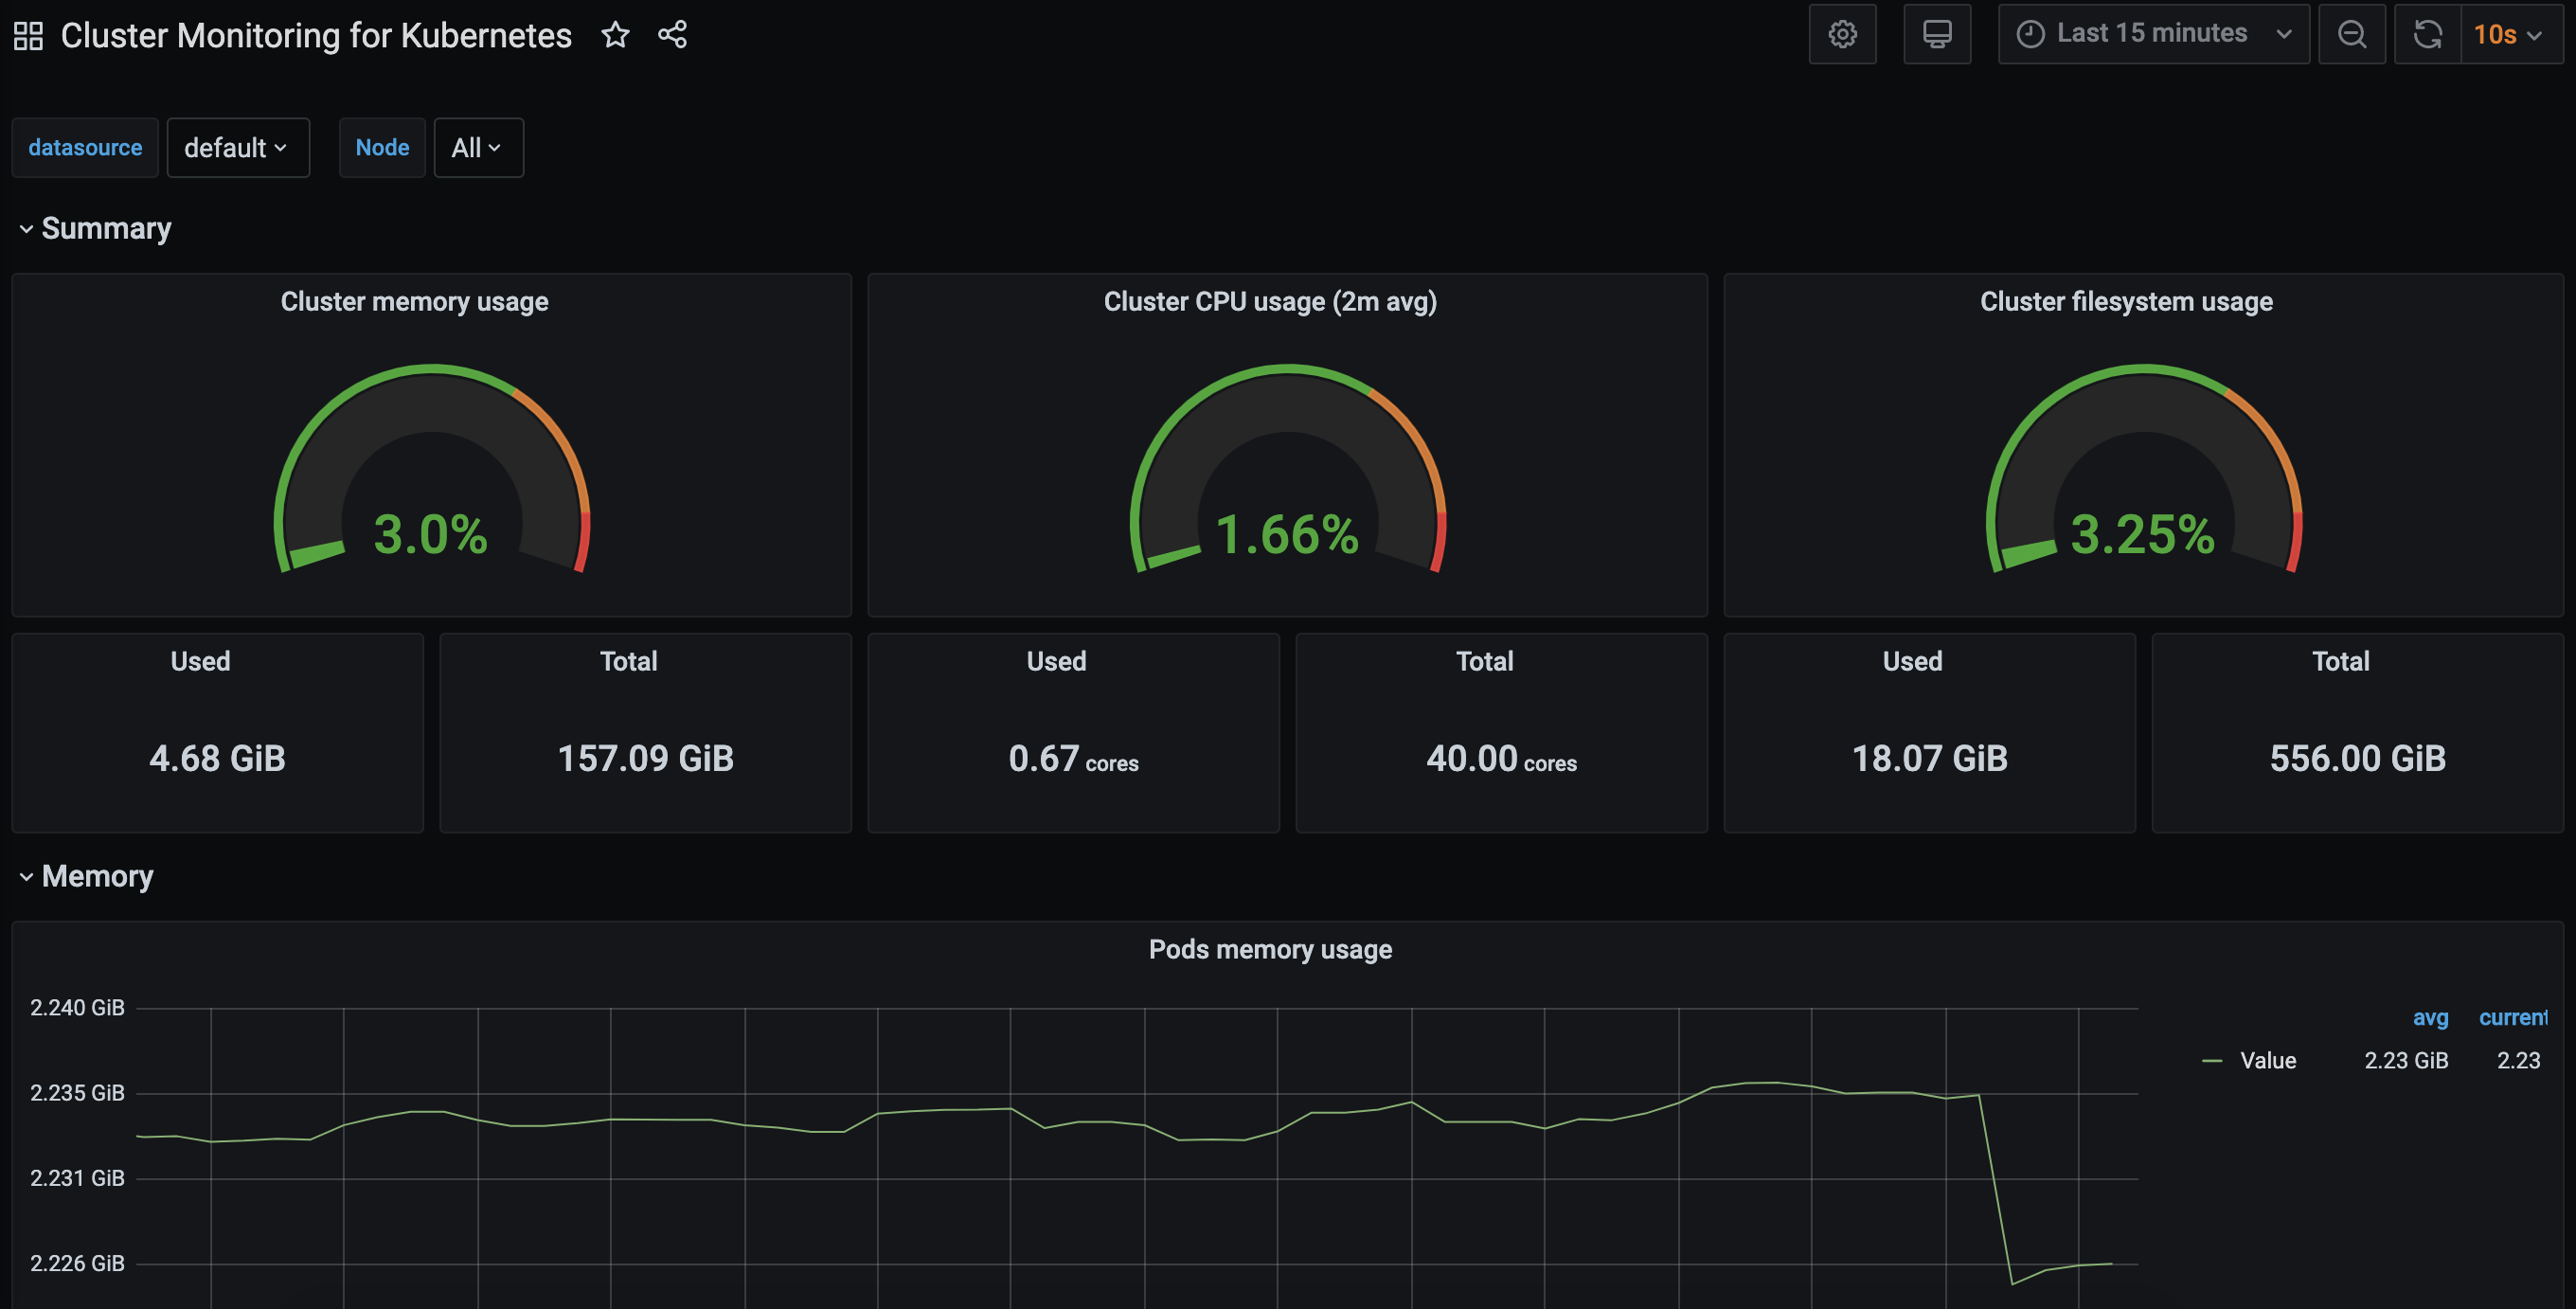 Cluster Monitoring for Kubernetes
Last 15 minutes
10s
datasource default Node All
Summary
Cluster memory usage
3.0%
Cluster CPU usage (2m avg)
1.66%
Cluster filesystem usage
3.25%
Used
4.68 GiB
Total
157.09 GiB
Used
0.67 cores
Total
40.00 cores
Used
18.07 GiB
Total
556.00 GiB
Memory
Pods memory usage
2.240 GiB
2.235 GiB
2.231 GiB
2.226 GiB
avg current
Value 2.23 GiB 2.23